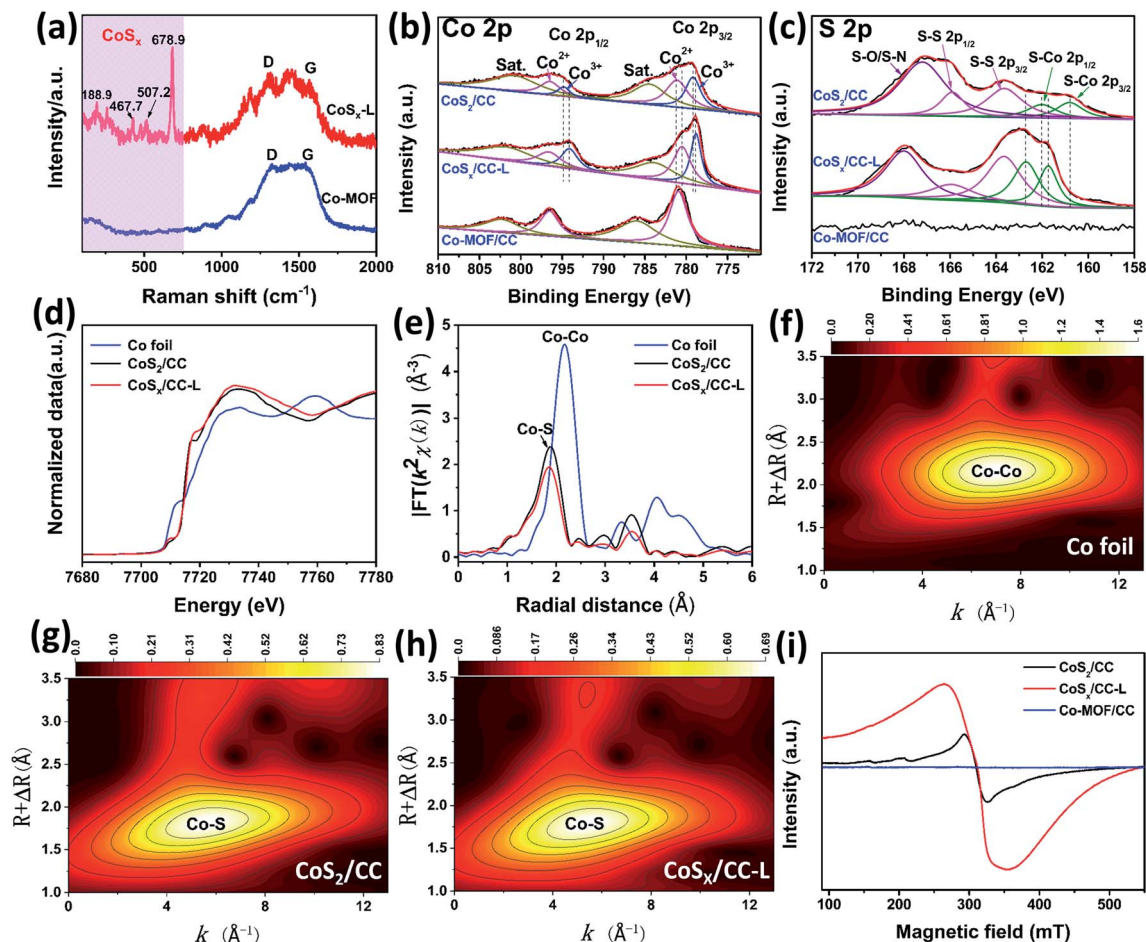 (a)
CoSₓ
678.9
188.9
467.7
507.2
D
G
CoSₓ-L
D
G
Co-MOF
Intensity/a.u.
500
1000
1500
2000
Raman shift (cm⁻¹)
(b)
Co 2p
Co 2p₁/₂
Co 2p₃/₂
Sat.
Co²⁺
Co³⁺
Sat.
Co²⁺
Co³⁺
CoS₂/CC
CoSₓ/CC-L
Co-MOF/CC
Intensity (a.u.)
810
805
800
795
790
785
780
775
Binding Energy (eV)
(c)
S 2p
S-O/S-N
S-S 2p₁/₂
S-S 2p₃/₂
S-Co 2p₁/₂
S-Co 2p₃/₂
CoS₂/CC
CoSₓ/CC-L
Co-MOF/CC
Intensity (a.u.)
172
170
168
166
164
162
160
158
Binding Energy (eV)
(d)
Co foil
CoS₂/CC
CoSₓ/CC-L
Normalized data(a.u.)
7680
7700
7720
7740
7760
7780
Energy (eV)
(e)
5
4
3
2
1
0
Co-Co
Co-S
Co foil
CoS₂/CC
CoSₓ/CC-L
|FT(k²χ(k))| (Å⁻³)
0
1
2
3
4
5
6
Radial distance (Å)
(f)
0.0
0.20
0.41
0.61
0.81
1.0
1.2
1.4
1.6
3.5
3.0
2.5
2.0
1.5
1.0
R+ΔR(Å)
Co-Co
Co foil
0
4
8
12
k (Å⁻¹)
(g)
0.0
0.10
0.21
0.31
0.42
0.52
0.62
0.73
0.83
3.5
3.0
2.5
2.0
1.5
1.0
R+ΔR(Å)
Co-S
CoS₂/CC
0
4
8
12
k (Å⁻¹)
(h)
0.0
0.086
0.17
0.26
0.34
0.43
0.52
0.60
0.69
3.5
3.0
2.5
2.0
1.5
1.0
R+ΔR(Å)
Co-S
CoSₓ/CC-L
0
4
8
12
k (Å⁻¹)
(i)
CoS₂/CC
CoSₓ/CC-L
Co-MOF/CC
Intensity (a.u.)
100
200
300
400
500
Magnetic field (mT)